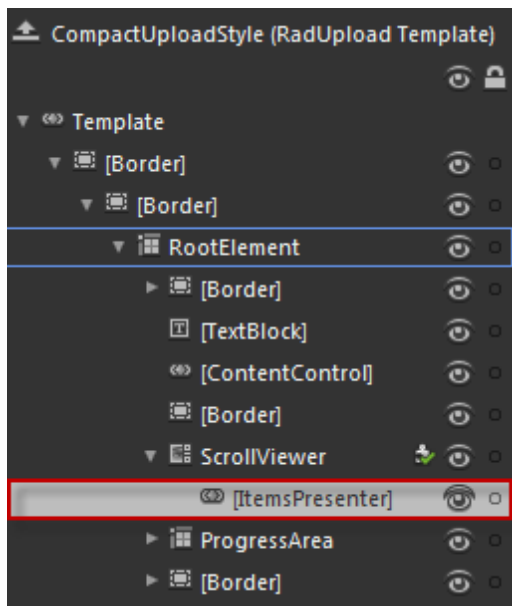 CompactUploadStyle (RadUpload Template)
Template
[Border]
[Border]
RootElement
[Border]
[TextBlock]
[ContentControl]
[Border]
ScrollViewer
[ItemsPresenter]
ProgressArea
[Border]